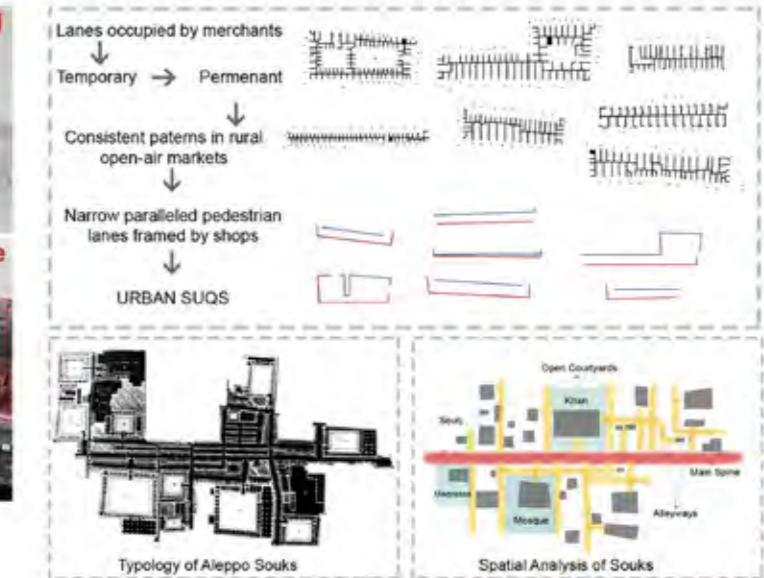 Lanes occupied by merchants
Temporary
Permenant
Consistent paterns in rural
open-air markets
Narrow paralleled pedestrian
lanes framed by shops
URBAN SUQS
Typology of Aleppo Souks
Open Courtyards
Khan
Souq
Main Spine
Madrassa
Mosque
Alleyways
Spatial Analysis of Souks